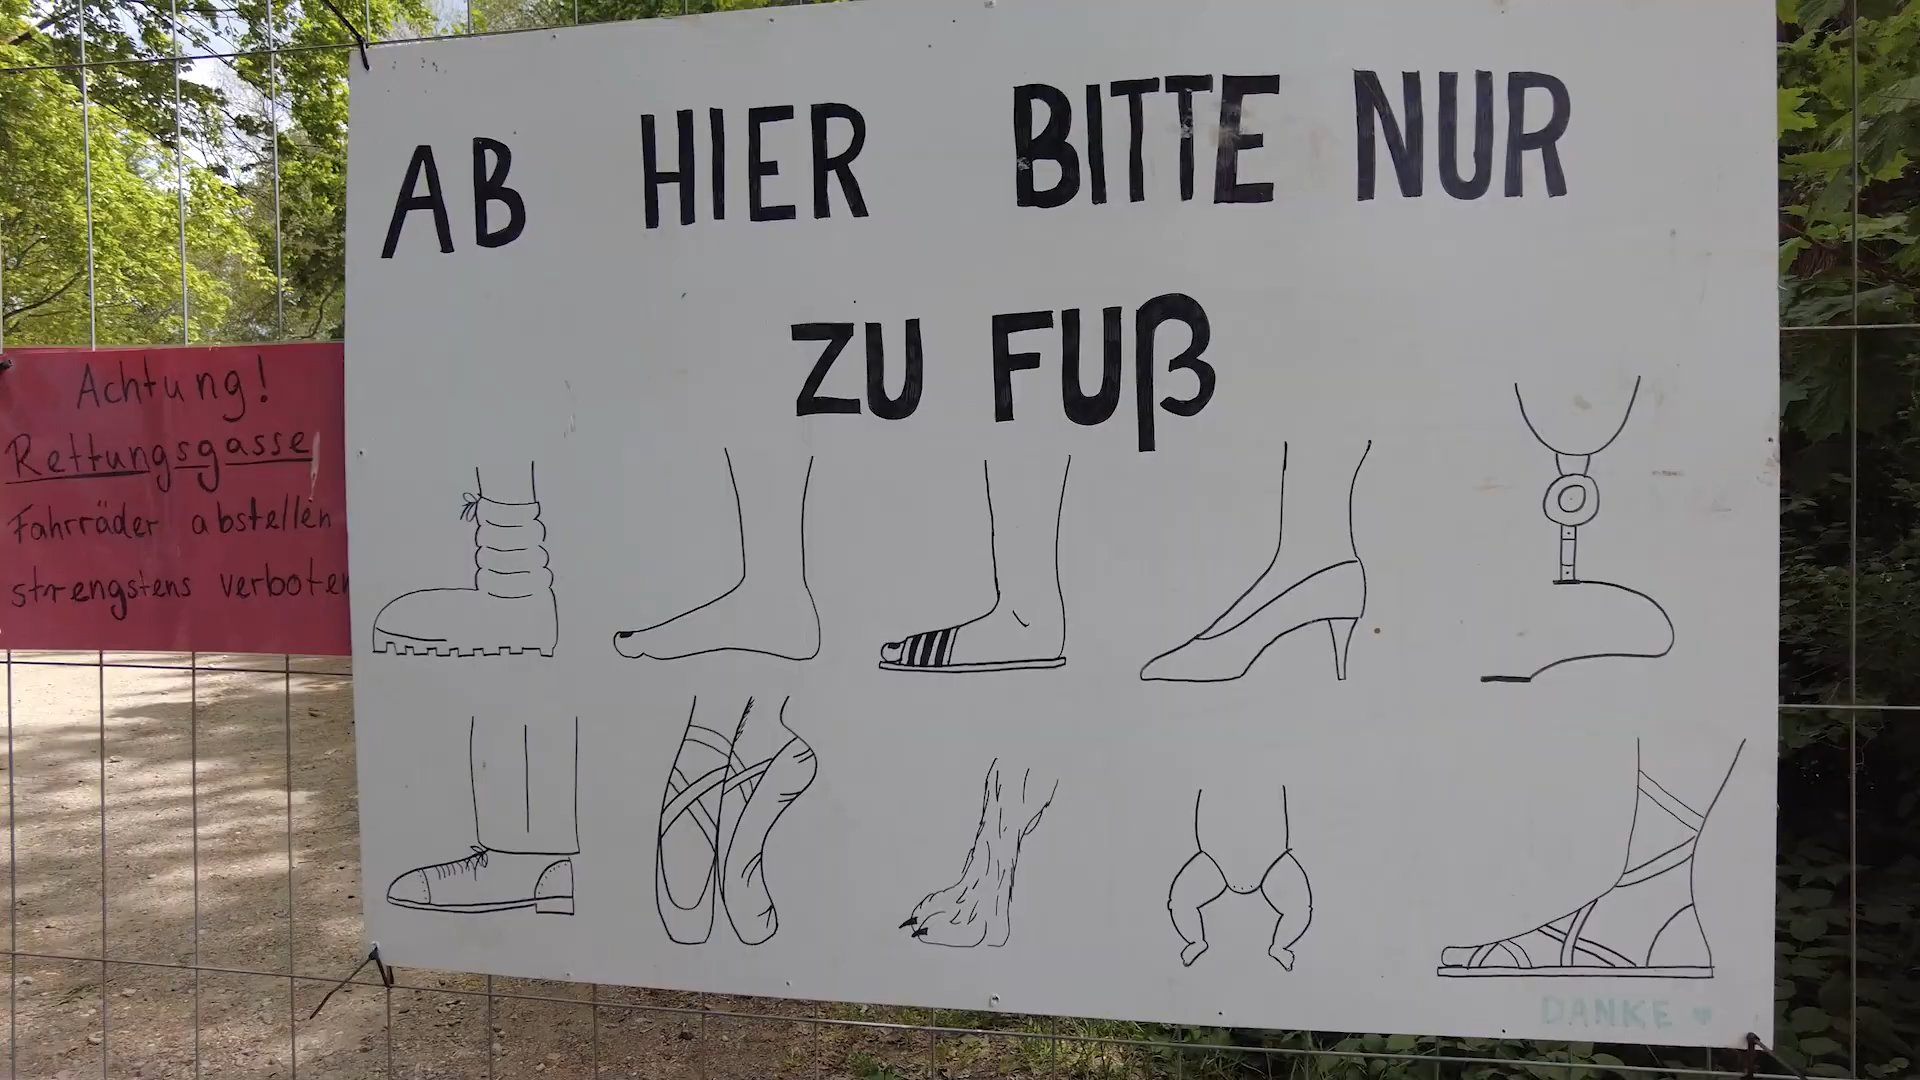 AB HIER BITTE NUR
ZU FUß
Achtung!
Rettungsgasse
Fahrräder abstellen
strengstens verboten
DANKE